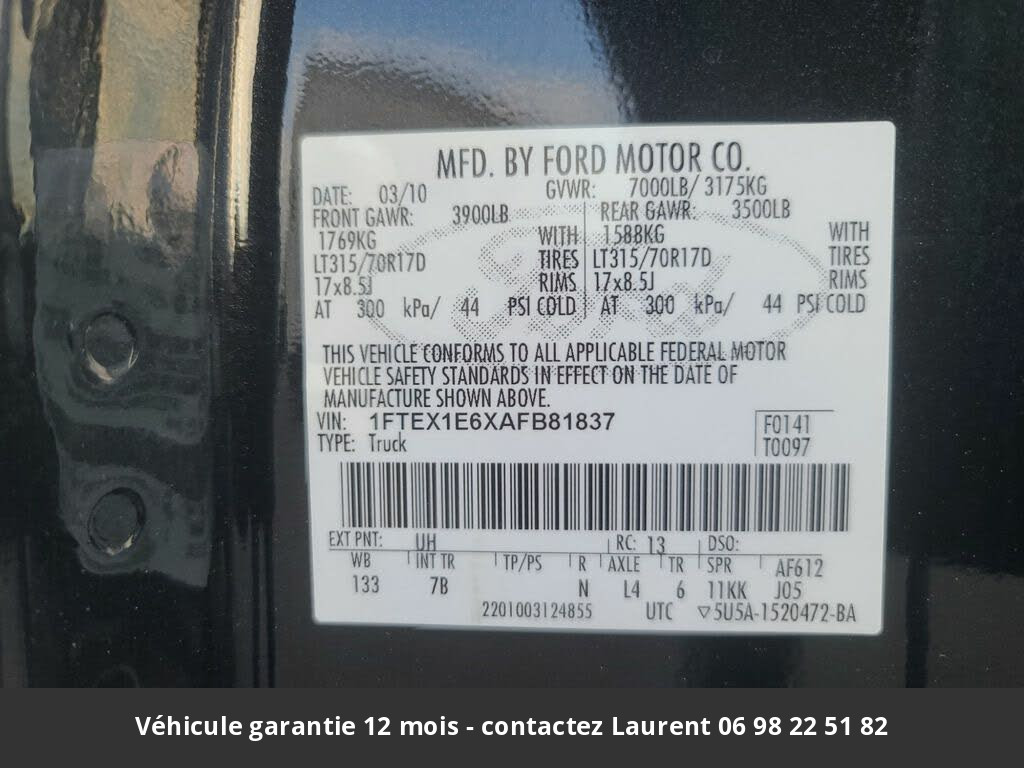 MFD. BY FORD MOTOR CO.
DATE: 03/10 GVWR: 7000LB/ 3175KG
FRONT GAWR: 3900LB REAR GAWR: 3500LB
1769KG WITH 1588KG WITH
LT315/70R17D TIRES LT315/70R17D TIRES
17x8.5J RIMS 17x8.5J RIMS
AT 300 kPa/ 44 PSI COLD AT 300 kPa/ 44 PSI COLD
Ford
THIS VEHICLE CONFORMS TO ALL APPLICABLE FEDERAL MOTOR
VEHICLE SAFETY STANDARDS IN EFFECT ON THE DATE OF
MANUFACTURE SHOWN ABOVE.
VIN: 1FTEX1E6XAFB81837 F0141
TYPE: Truck T0097
EXT PNT: UH RC: 13 DSO:
WB INT TR TP/PS R AXLE TR SPR AF612
133 7B N L4 6 11KK J05
2201003124855 UTC ▽5U5A-1520472-BA
Véhicule garantie 12 mois - contactez Laurent 06 98 22 51 82